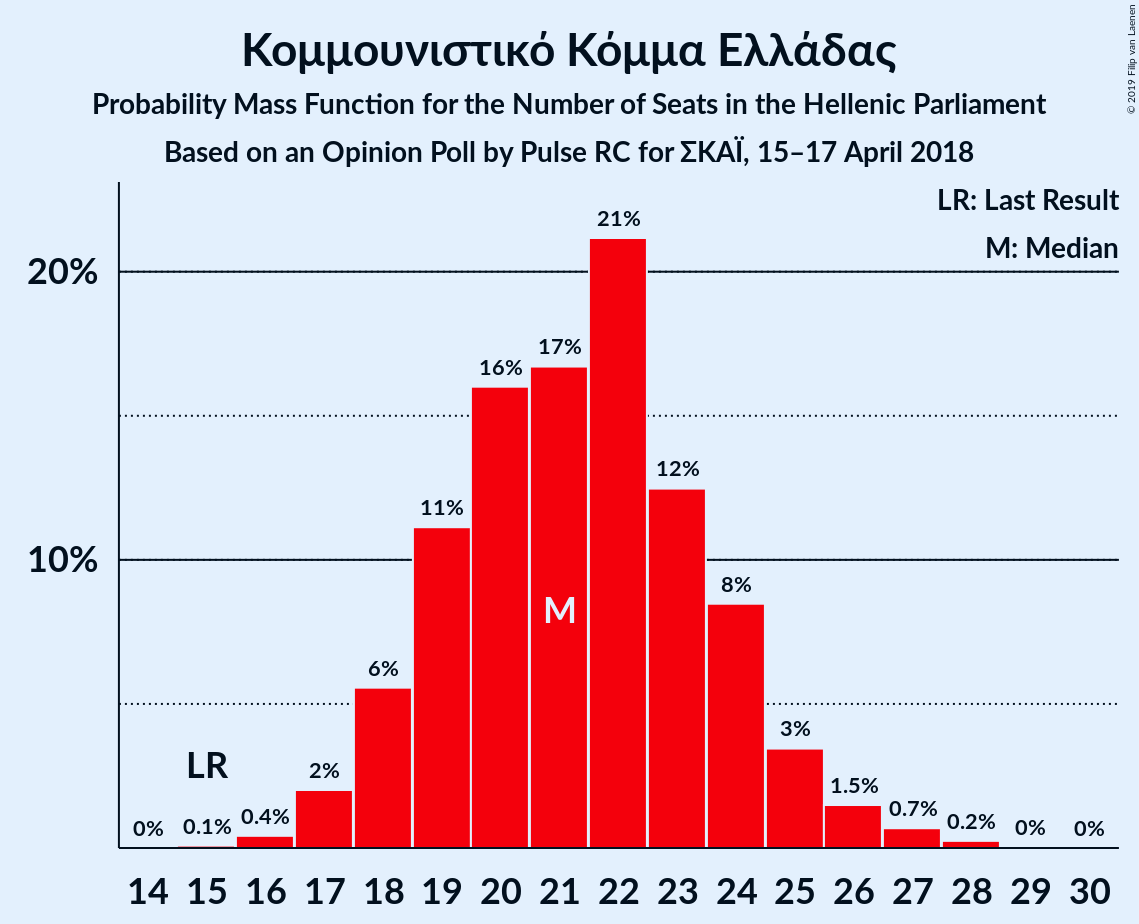 Κομμουνιστικό Κόμμα Ελλάδας
Probability Mass Function for the Number of Seats in the Hellenic Parliament
Based on an Opinion Poll by Pulse RC for ΣΚΑΪ, 15–17 April 2018
© 2019 Filip van Laenen
LR: Last Result
M: Median
20%
10%
0%
0.1%
0.4%
2%
6%
11%
16%
17%
21%
12%
8%
3%
1.5%
0.7%
0.2%
0%
0%
LR
M
14 15 16 17 18 19 20 21 22 23 24 25 26 27 28 29 30